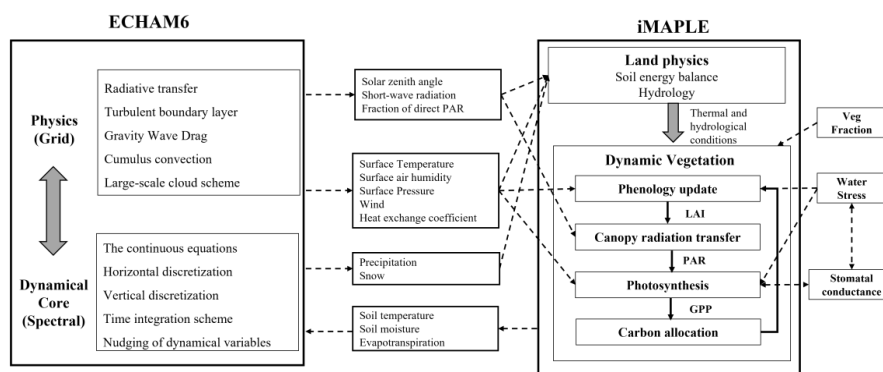 ECHAM6
Physics
(Grid)
Radiative transfer
Turbulent boundary layer
Gravity Wave Drag
Cumulus convection
Large-scale cloud scheme
Dynamical
Core
(Spectral)
The continuous equations
Horizontal discretization
Vertical discretization
Time integration scheme
Nudging of dynamical variables
Solar zenith angle
Short-wave radiation
Fraction of direct PAR
Surface Temperature
Surface air humidity
Surface Pressure
Wind
Heat exchange coefficient
Precipitation
Snow
Soil temperature
Soil moisture
Evapotranspiration
iMAPLE
Land physics
Soil energy balance
Hydrology
Thermal and
hydrological
conditions
Dynamic Vegetation
Phenology update
LAI
Canopy radiation transfer
PAR
Photosynthesis
GPP
Carbon allocation
Veg
Fraction
Water
Stress
Stomatal
conductance